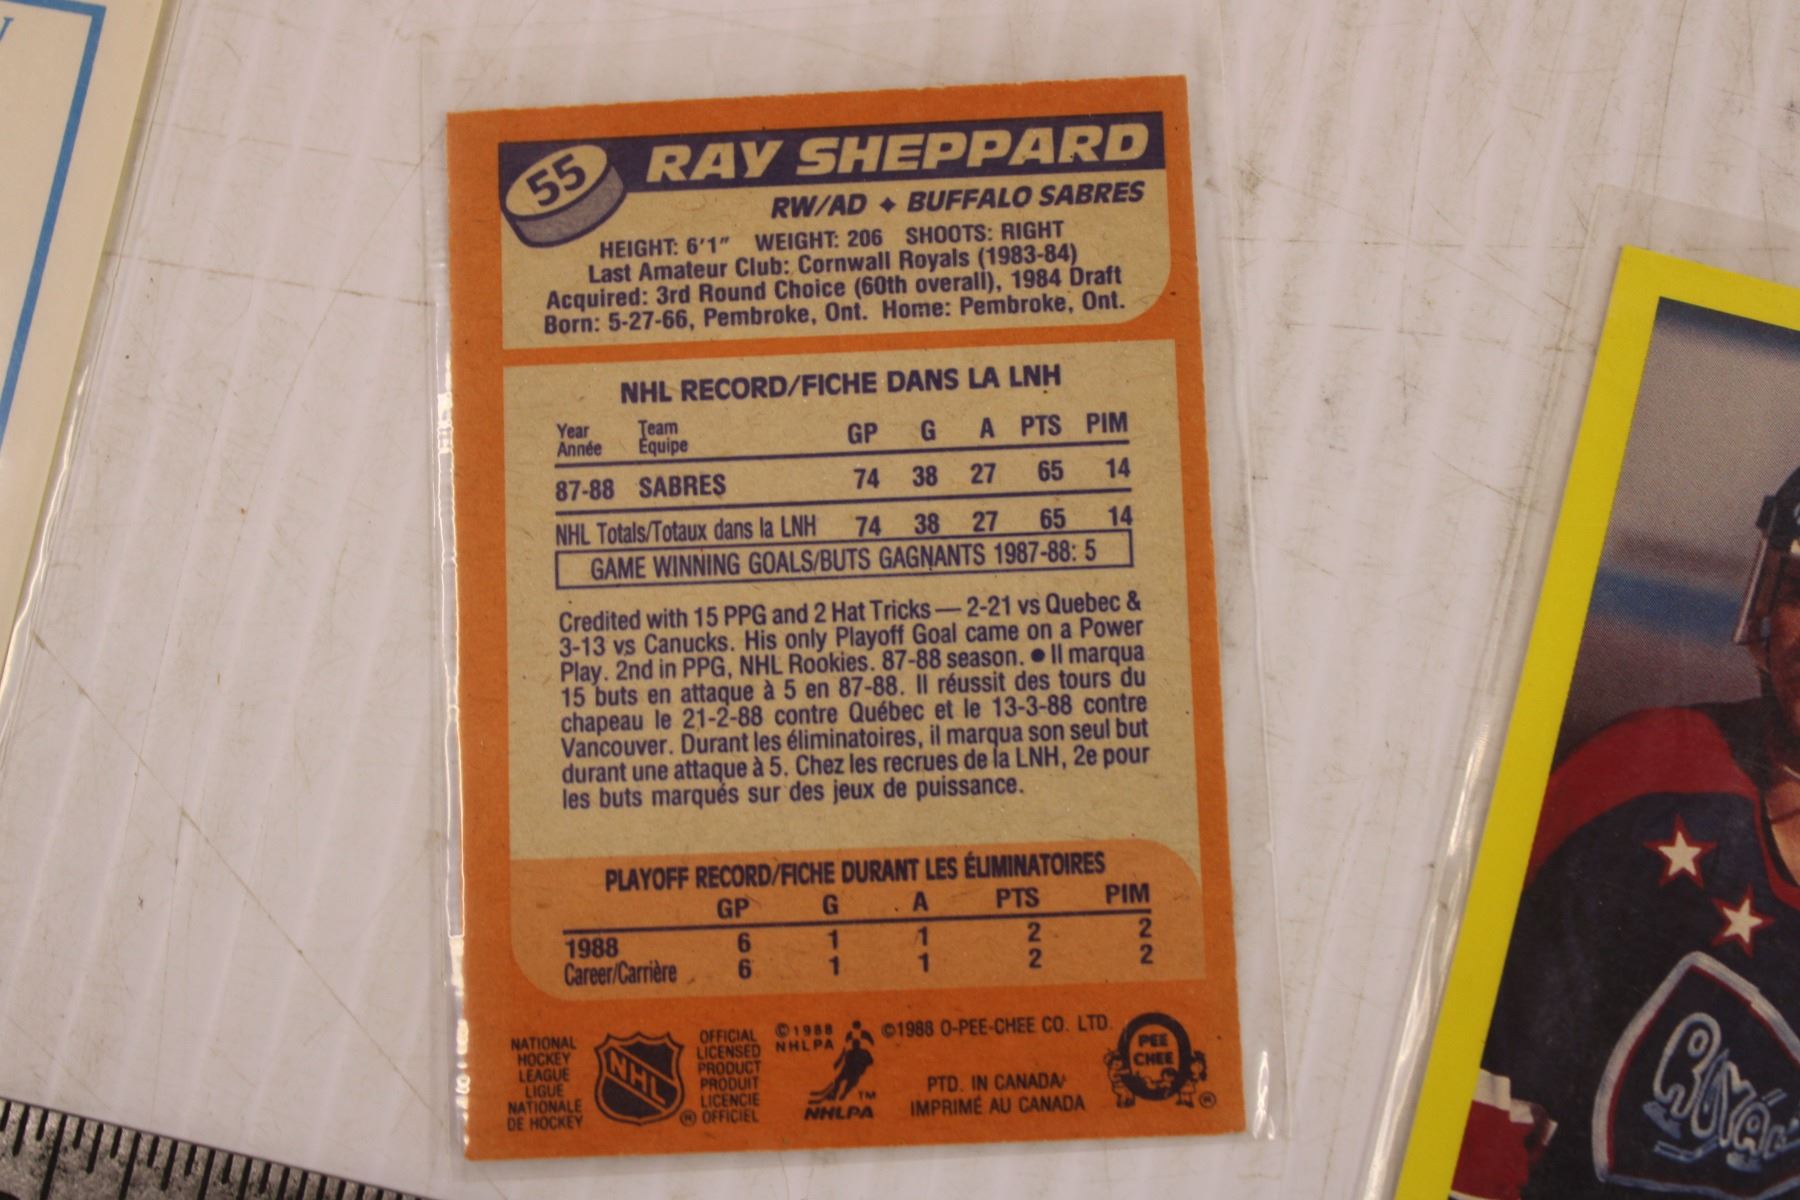 55
RAY SHEPPARD
RW/AD ✦ BUFFALO SABRES
HEIGHT: 6'1" WEIGHT: 206 SHOOTS: RIGHT
Last Amateur Club: Cornwall Royals (1983-84)
Acquired: 3rd Round Choice (60th overall), 1984 Draft
Born: 5-27-66, Pembroke, Ont. Home: Pembroke, Ont.
NHL RECORD/FICHE DANS LA LNH
Year Team GP G A PTS PIM
Année Équipe
87-88 SABRES 74 38 27 65 14
NHL Totals/Totaux dans la LNH 74 38 27 65 14
GAME WINNING GOALS/BUTS GAGNANTS 1987-88: 5
Credited with 15 PPG and 2 Hat Tricks — 2-21 vs Quebec &
3-13 vs Canucks. His only Playoff Goal came on a Power
Play. 2nd in PPG, NHL Rookies. 87-88 season. ● Il marqua
15 buts en attaque à 5 en 87-88. Il réussit des tours du
chapeau le 21-2-88 contre Québec et le 13-3-88 contre
Vancouver. Durant les éliminatoires, il marqua son seul but
durant une attaque à 5. Chez les recrues de la LNH, 2e pour
les buts marqués sur des jeux de puissance.
PLAYOFF RECORD/FICHE DURANT LES ÉLIMINATOIRES
GP G A PTS PIM
1988 6 1 1 2 2
Career/Carrière 6 1 1 2 2
NATIONAL
HOCKEY
LEAGUE
LIGUE
NATIONALE
DE HOCKEY
NHL
®
OFFICIAL
LICENSED
PRODUCT
PRODUIT
LICENCIE
OFFICIEL
©1988
NHLPA
TM
NHLPA
©1988 O-PEE-CHEE CO. LTD.
PTD. IN CANADA/
IMPRIMÉ AU CANADA
PEE
CHEE
®